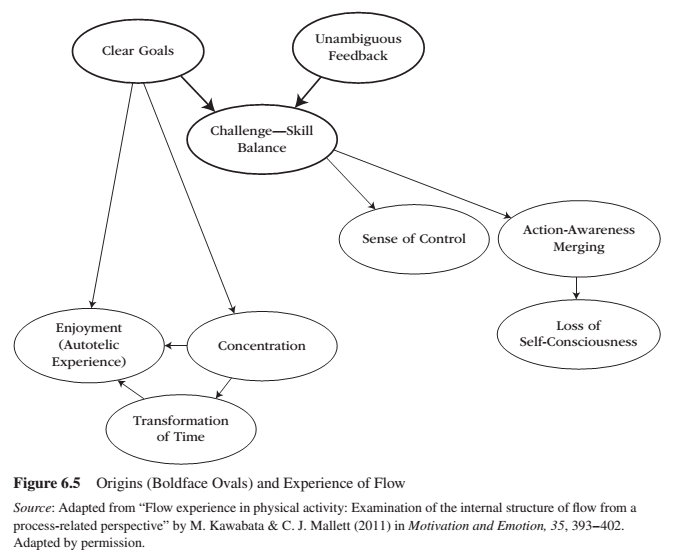 Clear Goals
Unambiguous
Feedback
Challenge—Skill
Balance
Sense of Control
Action-Awareness
Merging
Enjoyment
(Autotelic
Experience)
Concentration
Loss of
Self-Consciousness
Transformation
of Time
Figure 6.5 Origins (Boldface Ovals) and Experience of Flow
Source: Adapted from “Flow experience in physical activity: Examination of the internal structure of flow from a
process-related perspective” by M. Kawabata & C. J. Mallett (2011) in Motivation and Emotion, 35, 393–402.
Adapted by permission.